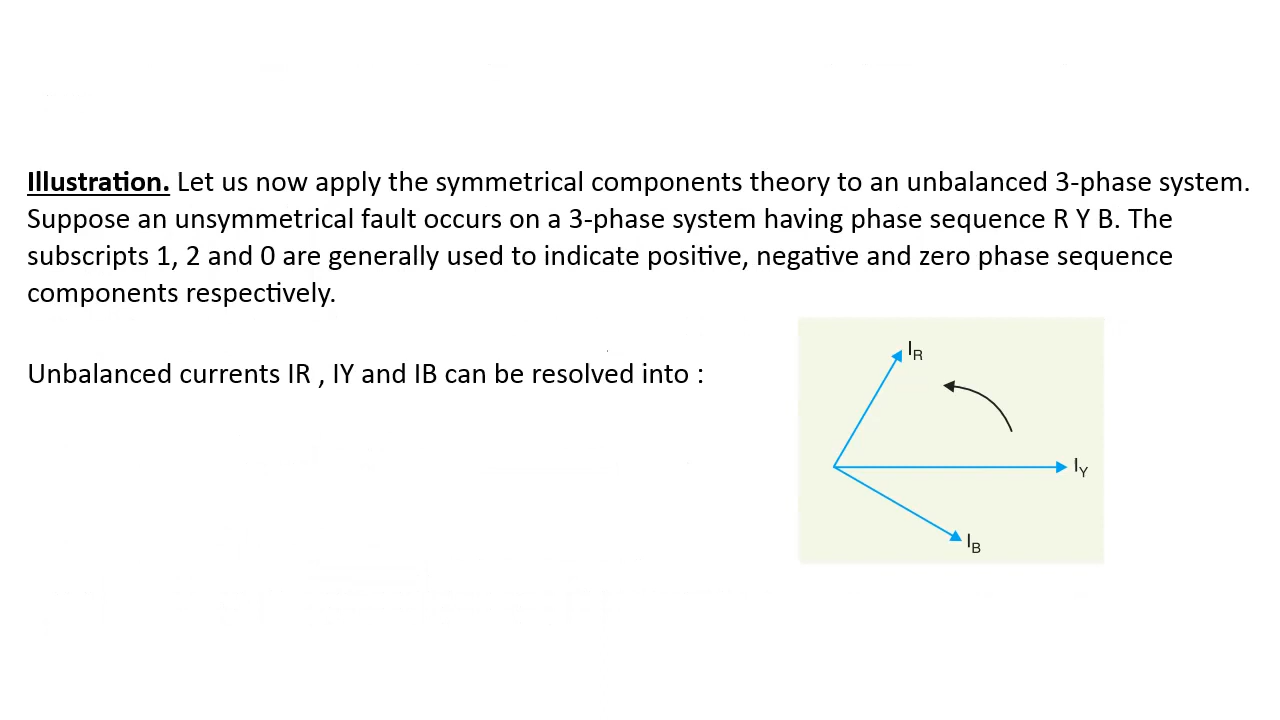 Illustration. Let us now apply the symmetrical components theory to an unbalanced 3-phase system.
Suppose an unsymmetrical fault occurs on a 3-phase system having phase sequence R Y B. The
subscripts 1, 2 and 0 are generally used to indicate positive, negative and zero phase sequence
components respectively.
Unbalanced currents IR , IY and IB can be resolved into :
IR
IY
IB